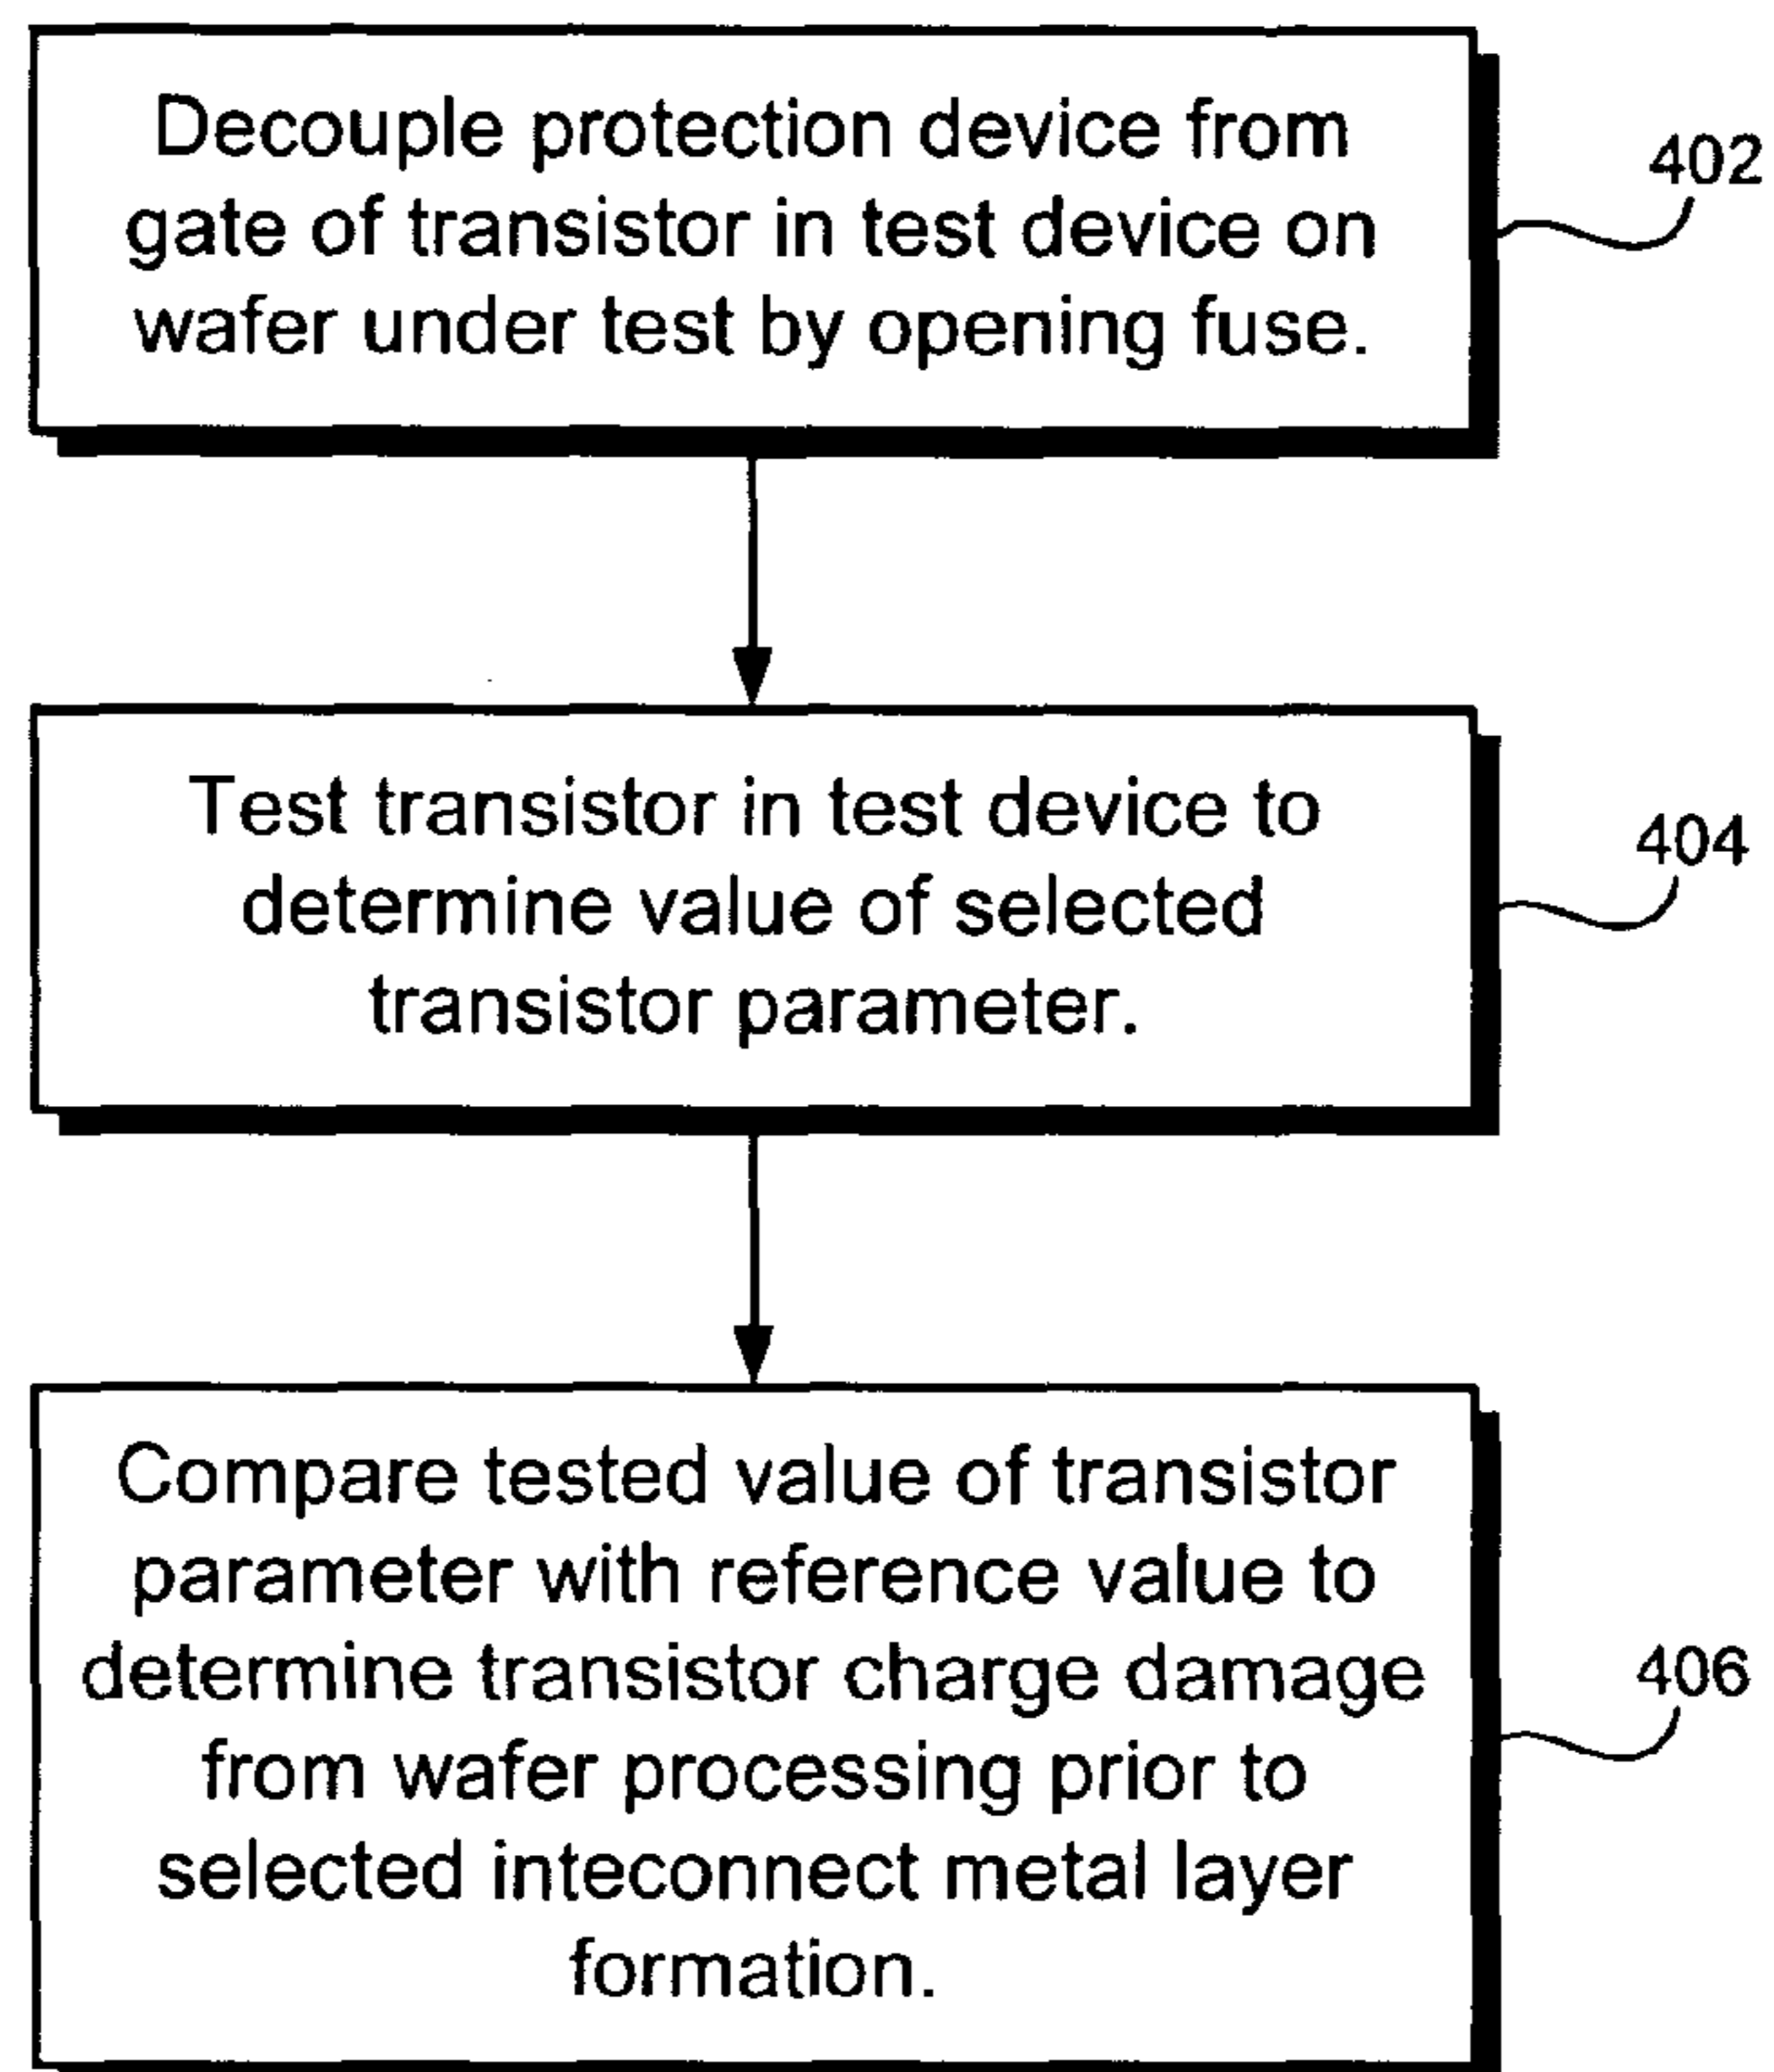 Decouple protection device from
gate of transistor in test device on
wafer under test by opening fuse.
402
Test transistor in test device to
determine value of selected
transistor parameter.
404
Compare tested value of transistor
parameter with reference value to
determine transistor charge damage
from wafer processing prior to
selected inteconnect metal layer
formation.
406